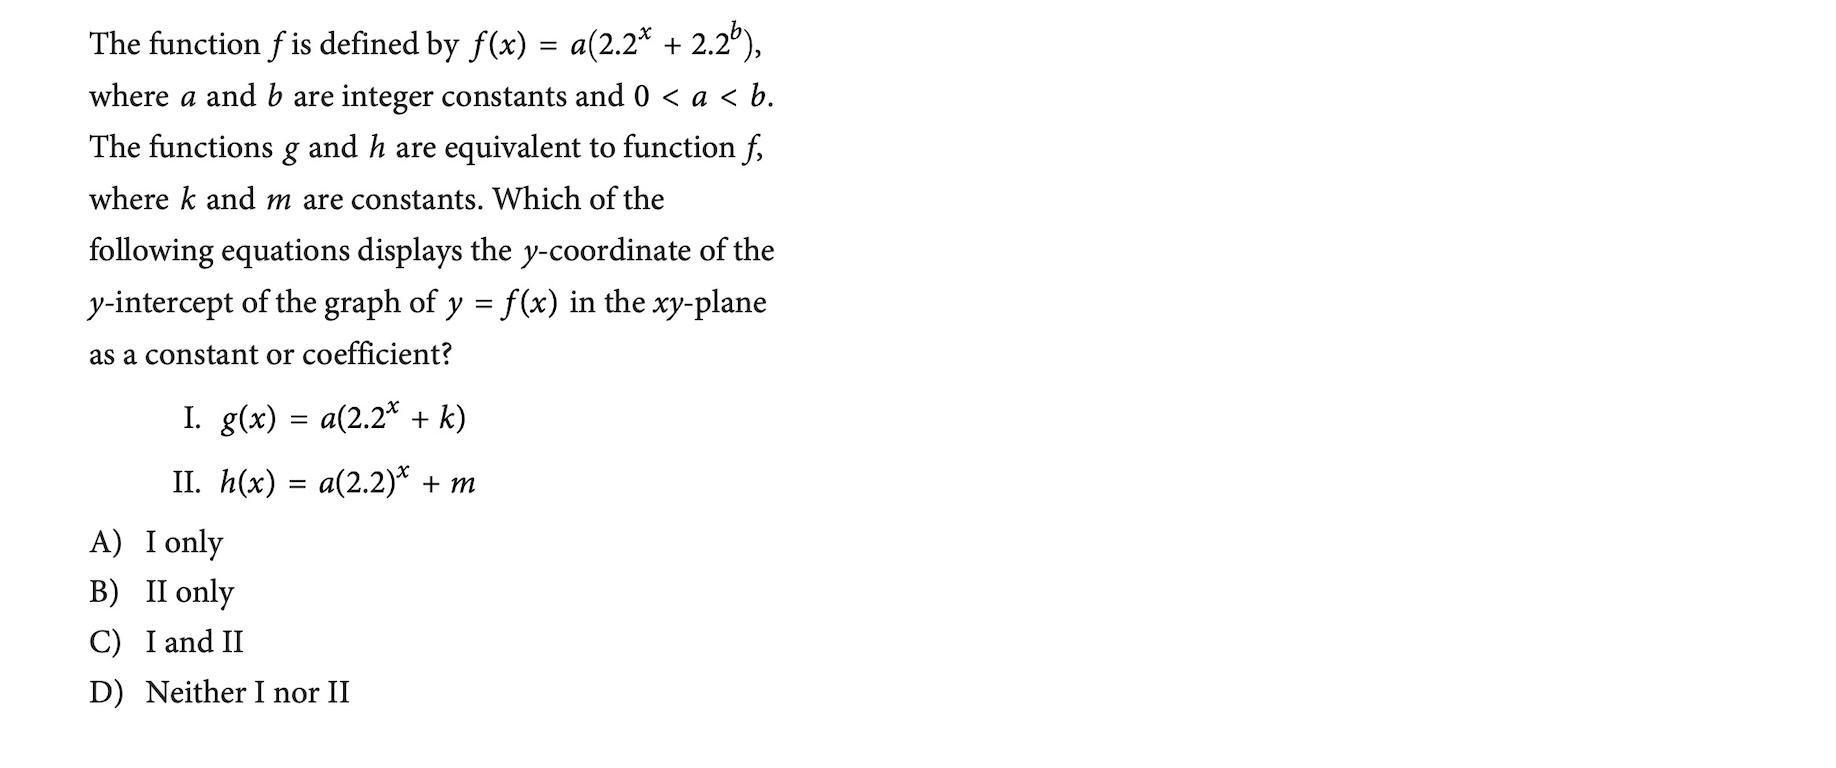 The function f is defined by f(x) = a(2.2ˣ + 2.2ᵇ),
where a and b are integer constants and 0 < a < b.
The functions g and h are equivalent to function f,
where k and m are constants. Which of the
following equations displays the y-coordinate of the
y-intercept of the graph of y = f(x) in the xy-plane
as a constant or coefficient?
I. g(x) = a(2.2ˣ + k)
II. h(x) = a(2.2)ˣ + m
A) I only
B) II only
C) I and II
D) Neither I nor II